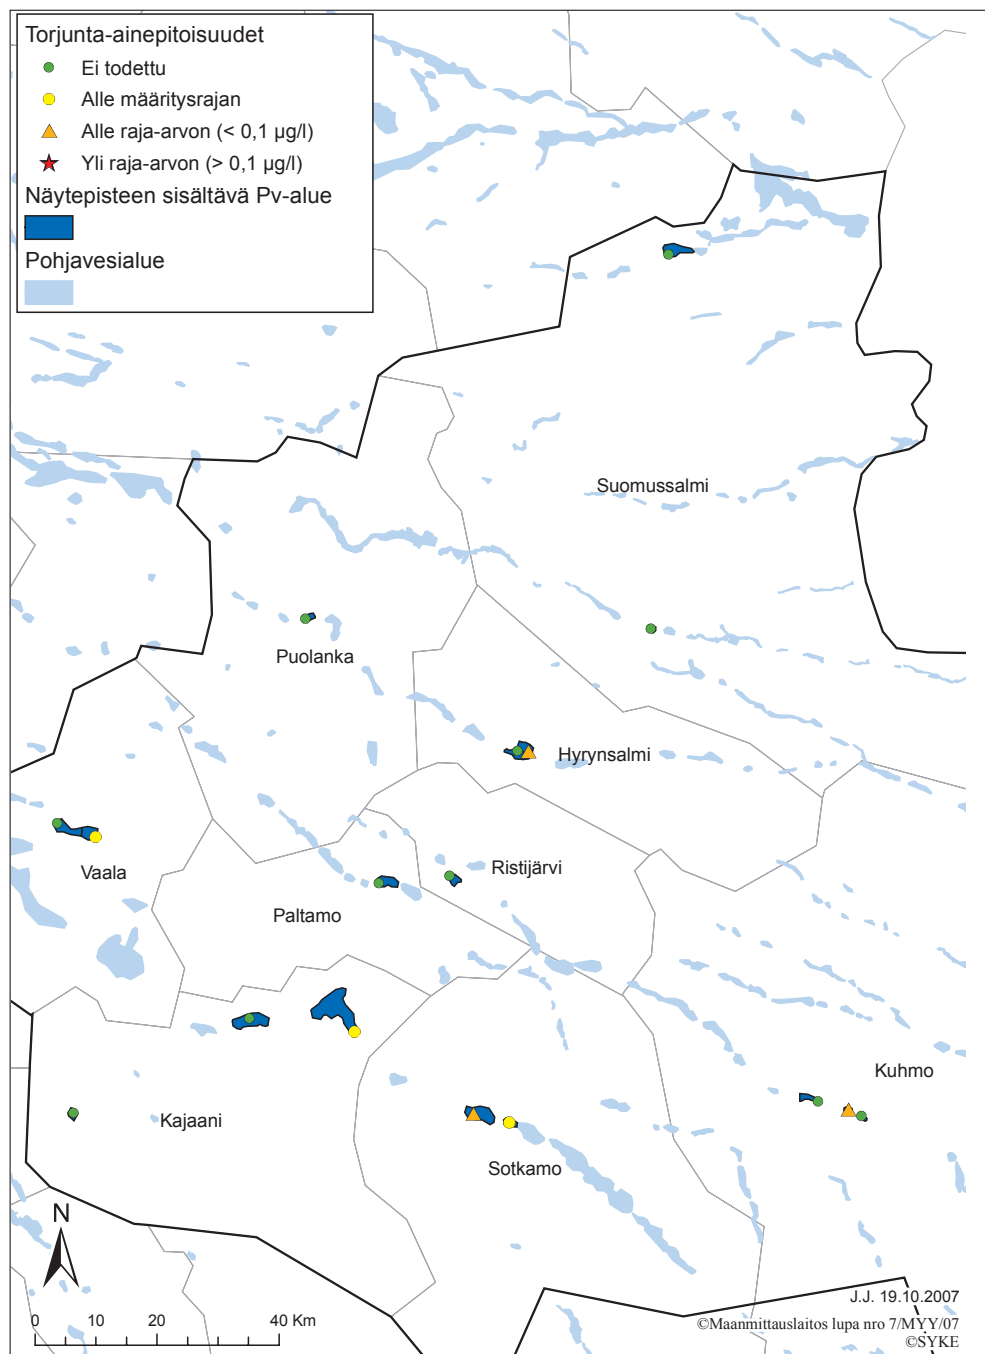 Torjunta-ainepitoisuudet
Ei todettu
Alle määritysrajan
Alle raja-arvon (< 0,1 µg/l)
Yli raja-arvon (> 0,1 µg/l)
Näytepisteen sisältävä Pv-alue
Pohjavesialue
Suomussalmi
Puolanka
Hyrynsalmi
Ristijärvi
Vaala
Paltamo
Kuhmo
Kajaani
Sotkamo
N
0 10 20 40 Km
J.J. 19.10.2007
©Maanmittauslaitos lupa nro 7/MYY/07
©SYKE